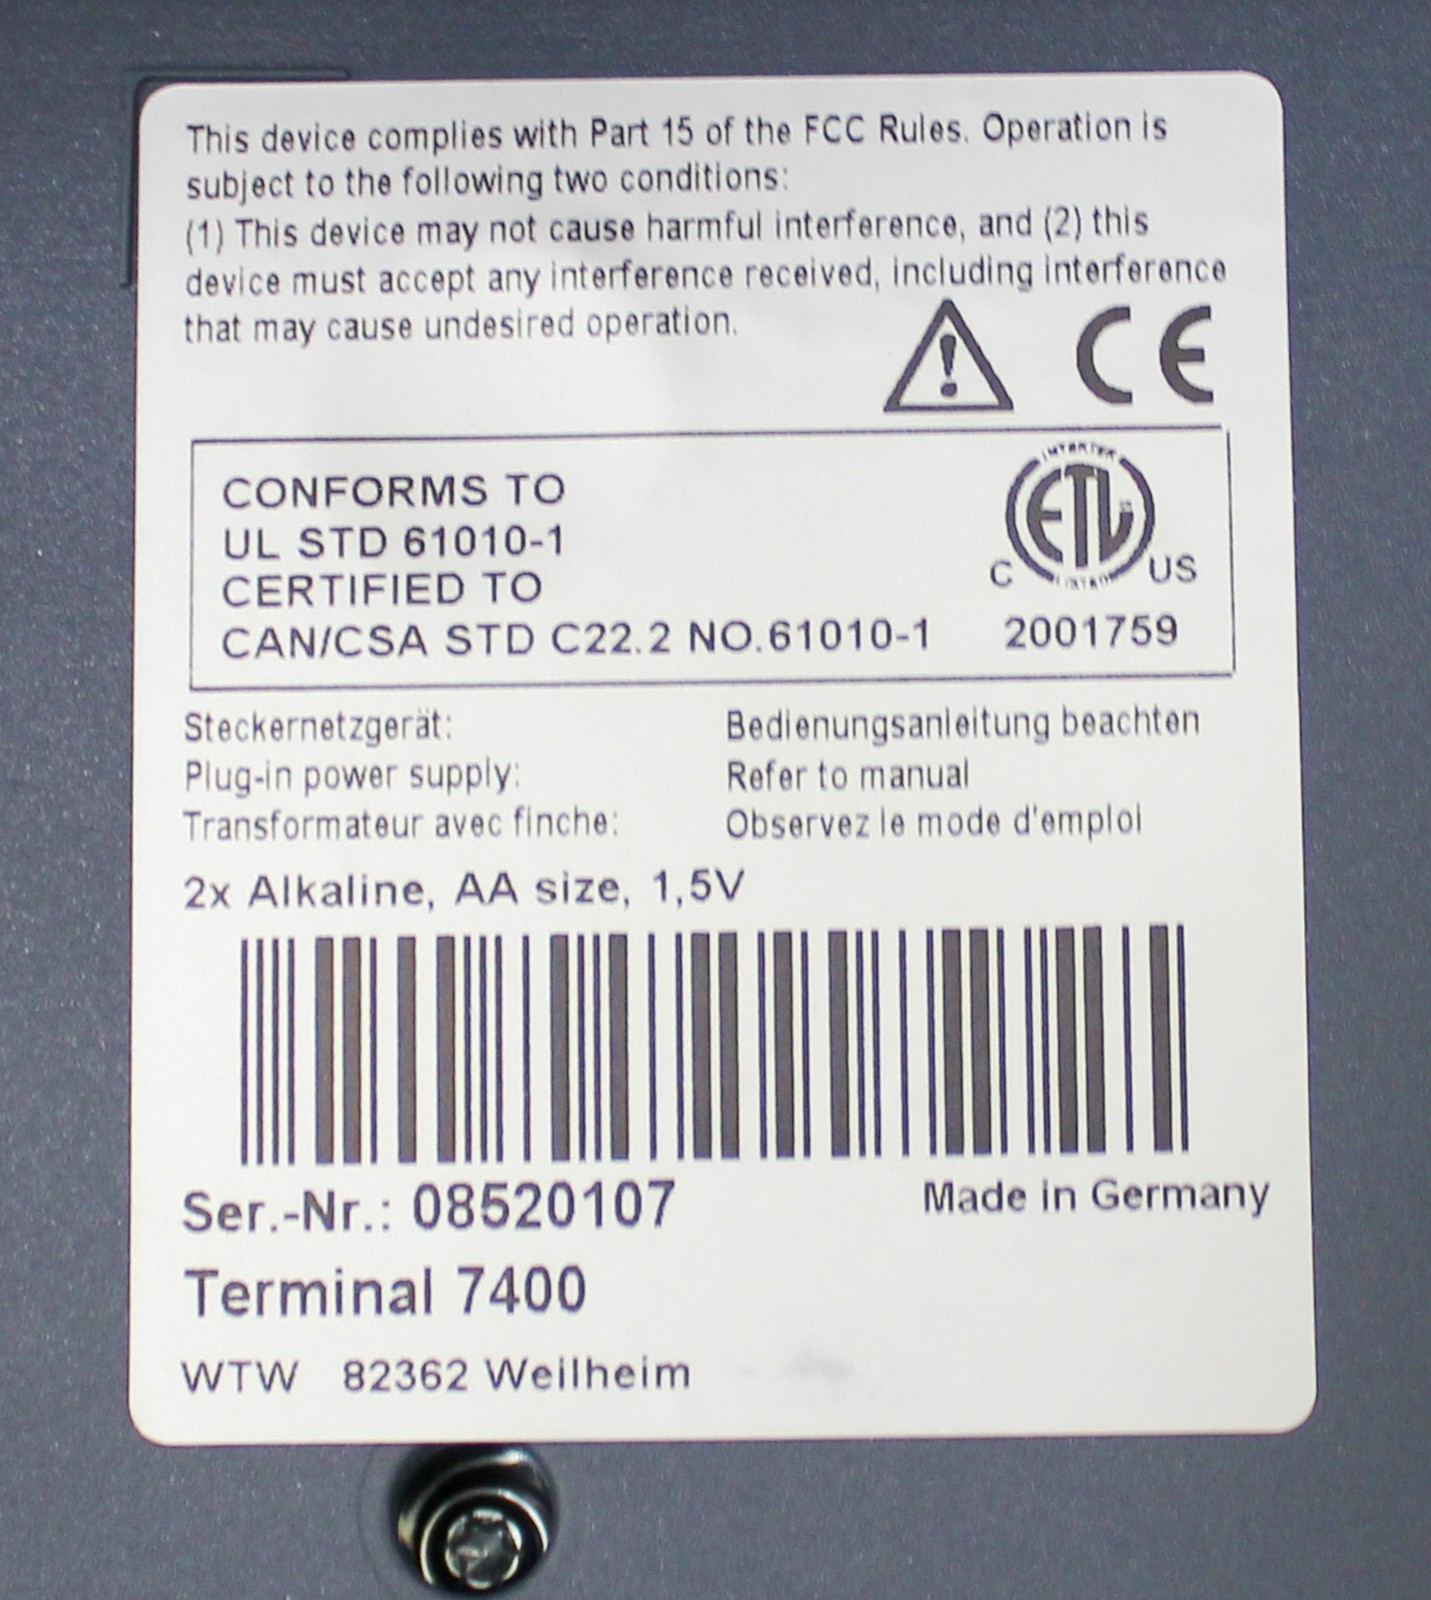 This device complies with Part 15 of the FCC Rules. Operation is
subject to the following two conditions:
(1) This device may not cause harmful interference, and (2) this
device must accept any interference received, including interference
that may cause undesired operation.
CE
CONFORMS TO
UL STD 61010-1
CERTIFIED TO
CAN/CSA STD C22.2 NO.61010-1
INTERTEK
ETL
LISTED
C US
2001759
Steckernetzgerät: Bedienungsanleitung beachten
Plug-in power supply: Refer to manual
Transformateur avec finche: Observez le mode d'emploi
2x Alkaline, AA size, 1,5V
Ser.-Nr.: 08520107 Made in Germany
Terminal 7400
WTW 82362 Weilheim